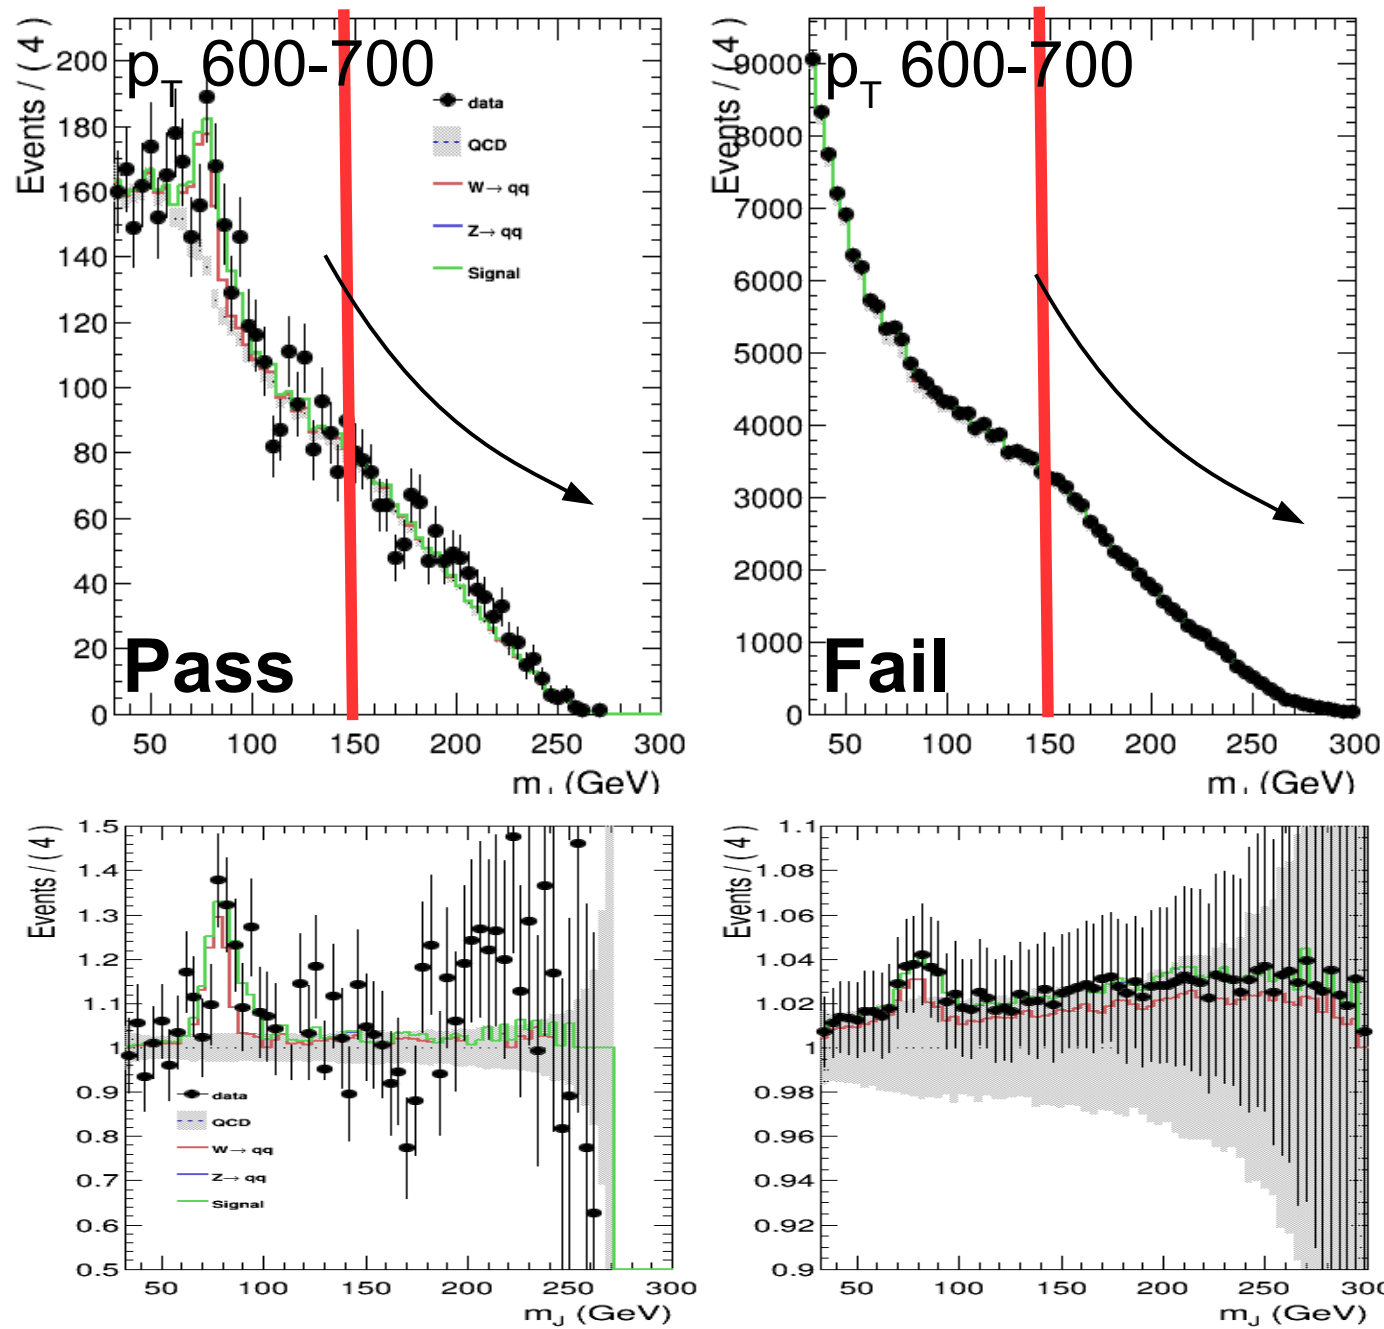 Events / ( 4 )
p_T 600-700
data
QCD
W→ qq
Z→ qq
Signal
Pass
200
180
160
140
120
100
80
60
40
20
0
50 100 150 200 250 300
m_J (GeV)
Events / ( 4 )
p_T 600-700
Fail
9000
8000
7000
6000
5000
4000
3000
2000
1000
0
50 100 150 200 250 300
m_J (GeV)
Events / ( 4 )
1.5
1.4
1.3
1.2
1.1
1
0.9
0.8
0.7
0.6
0.5
data
QCD
W→ qq
Z→ qq
Signal
50 100 150 200 250 300
m_J (GeV)
Events / ( 4 )
1.1
1.08
1.06
1.04
1.02
1
0.98
0.96
0.94
0.92
0.9
50 100 150 200 250 300
m_J (GeV)